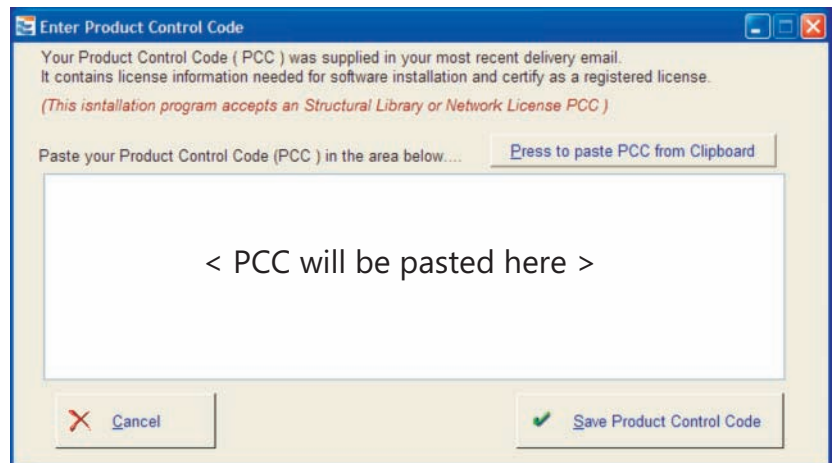 Enter Product Control Code
Your Product Control Code ( PCC ) was supplied in your most recent delivery email.
It contains license information needed for software installation and certify as a registered license.
(This isntallation program accepts an Structural Library or Network License PCC )
Paste your Product Control Code (PCC ) in the area below....
Press to paste PCC from Clipboard
< PCC will be pasted here >
Cancel
Save Product Control Code